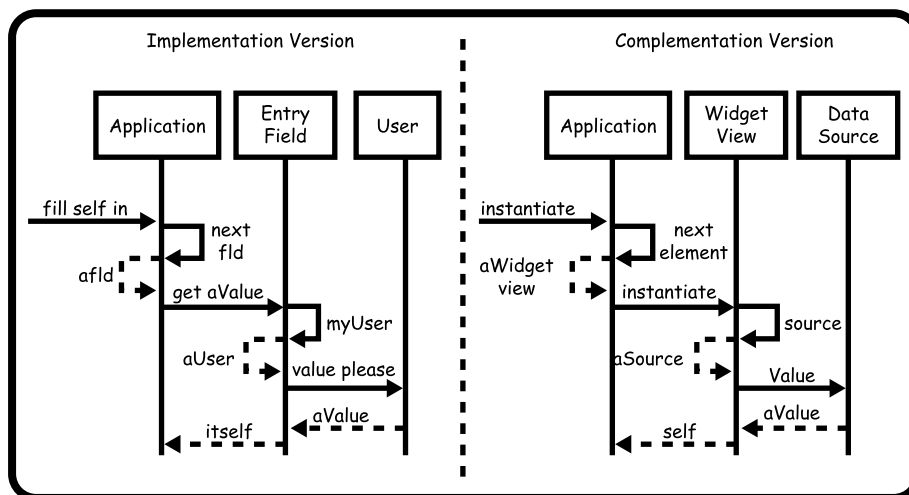 Implementation Version
Complementation Version
Application
Entry
Field
User
Application
Widget
View
Data
Source
fill self in
next
fld
afld
get aValue
myUser
aUser
value please
aValue
itself
instantiate
next
element
aWidget
view
instantiate
source
aSource
Value
aValue
self